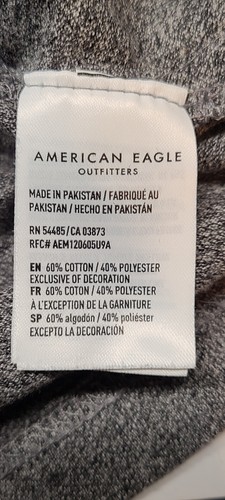 AMERICAN EAGLE
OUTFITTERS
MADE IN PAKISTAN / FABRIQUÉ AU
PAKISTAN / HECHO EN PAKISTÁN
RN 54485/CA 03873
RFC# AEM120605U9A
EN 60% COTTON / 40% POLYESTER
EXCLUSIVE OF DECORATION
FR 60% COTON / 40% POLYESTER
À L'EXCEPTION DE LA GARNITURE
SP 60% algodón / 40% poliéster
EXCEPTO LA DECORACIÓN